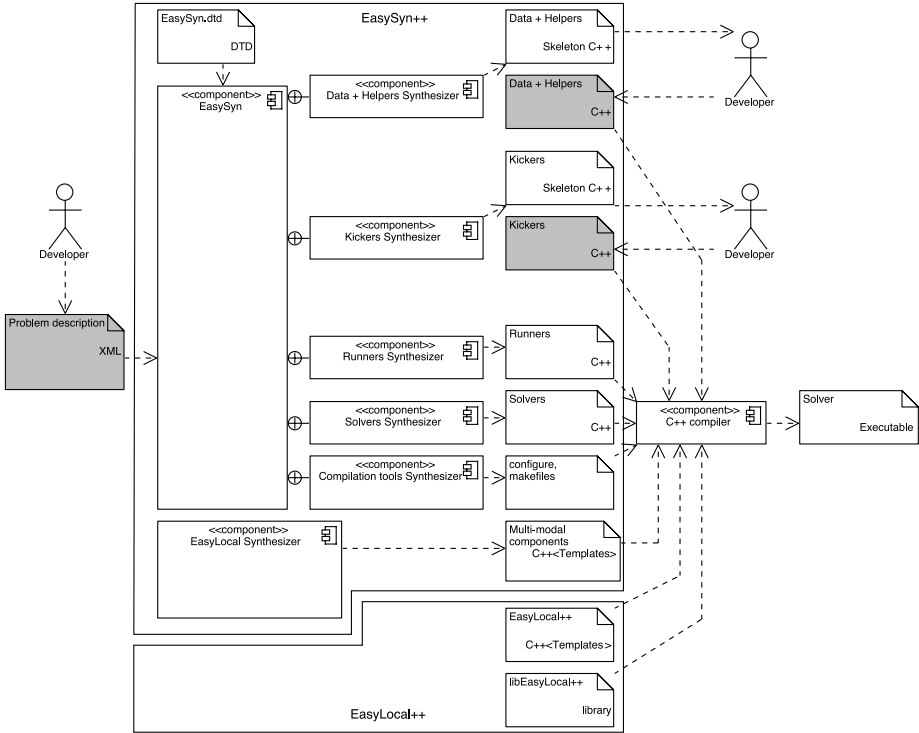 EasySyn++
EasySyn.dtd
DTD
Data + Helpers
Skeleton C++
<<component>>
EasySyn
<<component>>
Data + Helpers Synthesizer
Data + Helpers
C++
Developer
Kickers
Skeleton C++
Developer
<<component>>
Kickers Synthesizer
Kickers
C++
Developer
Problem description
XML
<<component>>
Runners Synthesizer
Runners
C++
<<component>>
Solvers Synthesizer
Solvers
C++
<<component>>
C++ compiler
Solver
Executable
<<component>>
Compilation tools Synthesizer
configure,
makefiles
<<component>>
EasyLocal Synthesizer
Multi-modal
components
C++<Templates>
EasyLocal++
C++<Templates>
libEasyLocal++
library
EasyLocal++